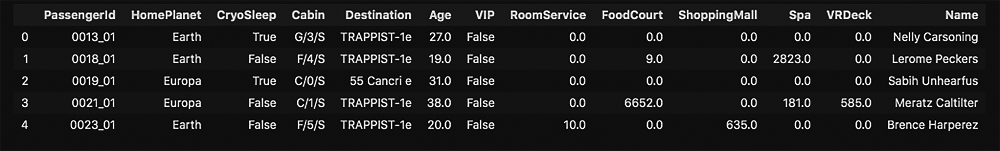 PassengerId HomePlanet CryoSleep Cabin Destination Age VIP RoomService FoodCourt ShoppingMall Spa VRDeck Name
0 0013_01 Earth True G/3/S TRAPPIST-1e 27.0 False 0.0 0.0 0.0 0.0 0.0 Nelly Carsoning
1 0018_01 Earth False F/4/S TRAPPIST-1e 19.0 False 0.0 9.0 0.0 2823.0 0.0 Lerome Peckers
2 0019_01 Europa True C/0/S 55 Cancri e 31.0 False 0.0 0.0 0.0 0.0 0.0 Sabih Unhearfus
3 0021_01 Europa False C/1/S TRAPPIST-1e 38.0 False 0.0 6652.0 0.0 181.0 585.0 Meratz Caltilter
4 0023_01 Earth False F/5/S TRAPPIST-1e 20.0 False 10.0 0.0 635.0 0.0 0.0 Brence Harperez